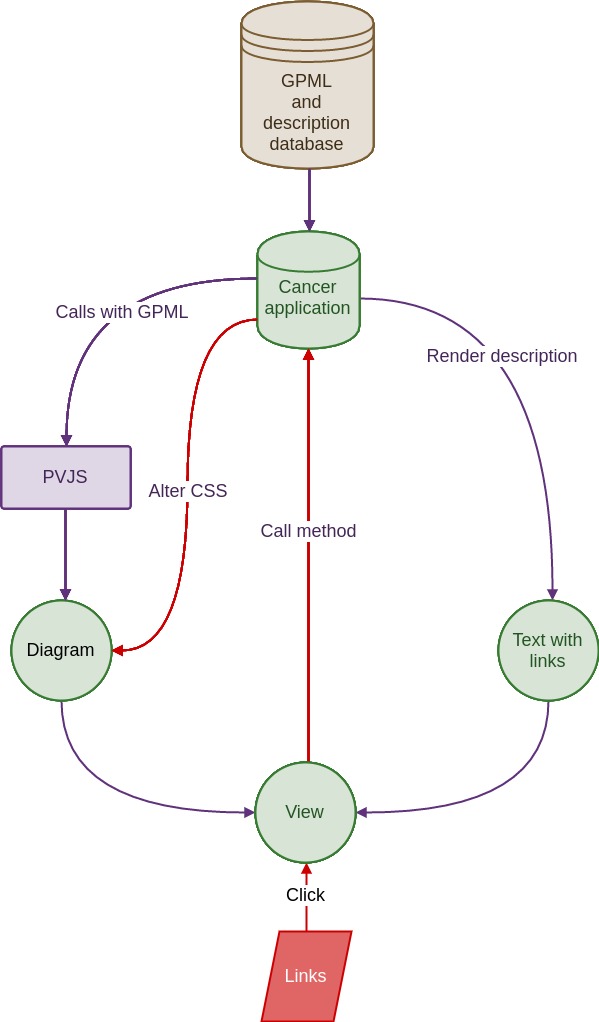 GPML
and
description
database
Cancer
application
Calls with GPML
Render description
PVJS
Alter CSS
Call method
Diagram
Text with
links
View
Click
Links